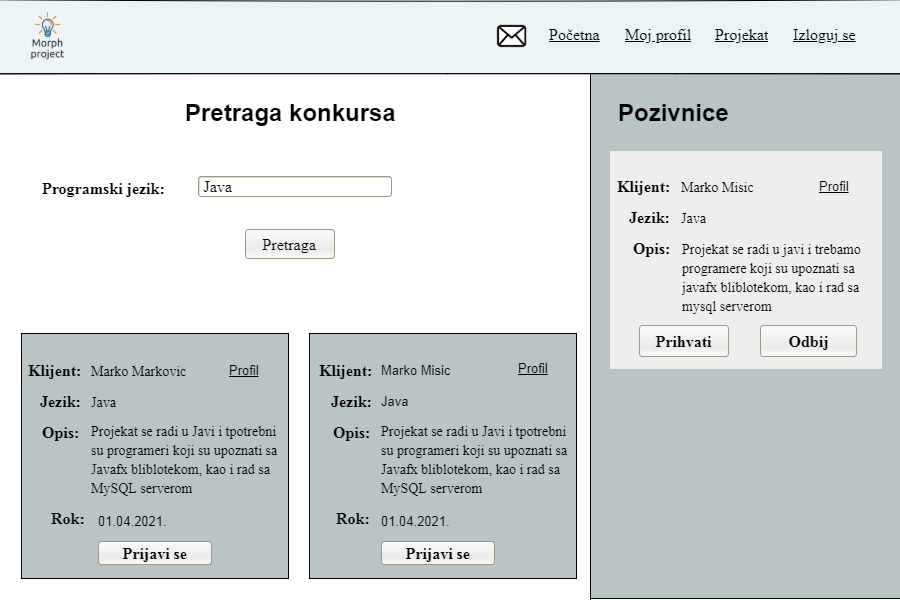 Morph
project
Početna Moj profil Projekat Izloguj se
Pretraga konkursa
Programski jezik: Java
Pretraga
Klijent: Marko Markovic Profil
Jezik: Java
Opis: Projekat se radi u Javi i tpotrebni
su programeri koji su upoznati sa
Javafx bliblotekom, kao i rad sa
MySQL serverom
Rok: 01.04.2021.
Prijavi se
Klijent: Marko Misic Profil
Jezik: Java
Opis: Projekat se radi u Javi i tpotrebni
su programeri koji su upoznati sa
Javafx bliblotekom, kao i rad sa
MySQL serverom
Rok: 01.04.2021.
Prijavi se
Pozivnice
Klijent: Marko Misic Profil
Jezik: Java
Opis: Projekat se radi u javi i trebamo
programere koji su upoznati sa
javafx bliblotekom, kao i rad sa
mysql serverom
Prihvati Odbij